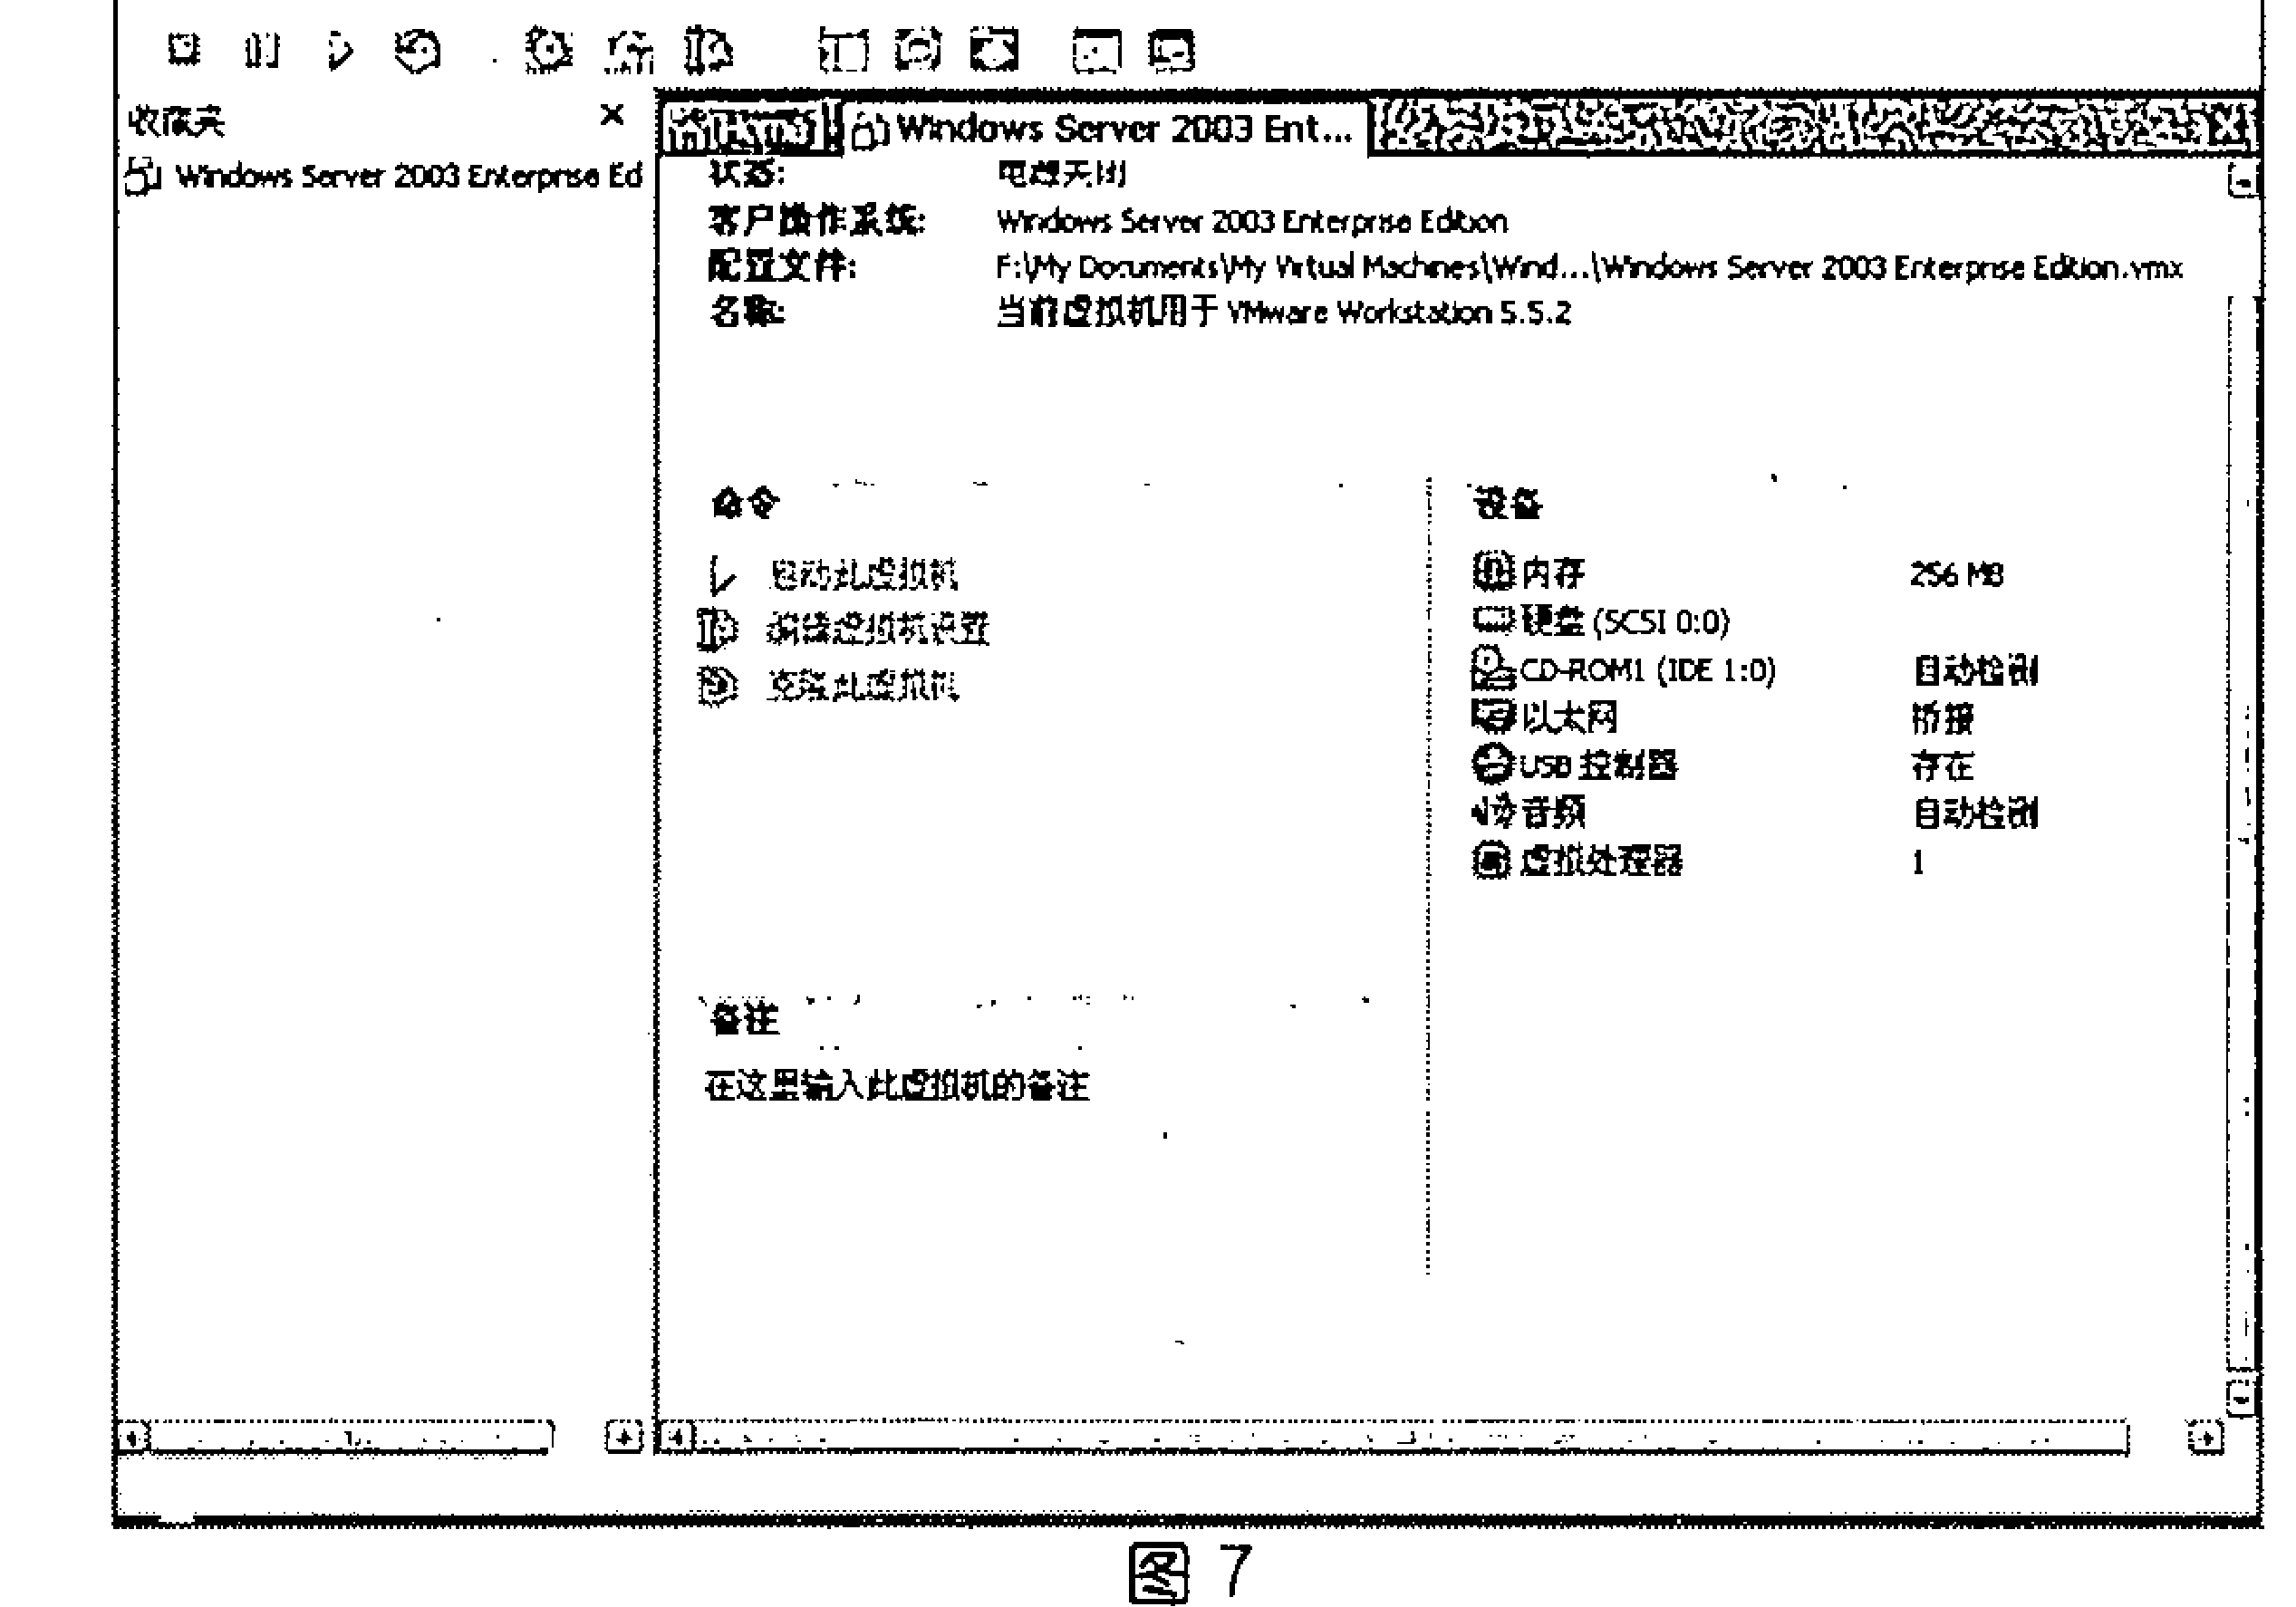 收藏夹
Windows Server 2003 Enterprise Ed
Windows Server 2003 Ent...
状态: 电源关闭
客户操作系统: Windows Server 2003 Enterprise Edition
配置文件: F:\My Documents\My Virtual Machines\Wind...\Windows Server 2003 Enterprise Edition.vmx
名称: 当前虚拟机用于 VMware Workstation 5.5.2
命令
启动此虚拟机
编辑虚拟机设置
克隆此虚拟机
设备
内存 256 MB
硬盘 (SCSI 0:0)
CD-ROM1 (IDE 1:0) 自动检测
以太网 桥接
USB 控制器 存在
音频 自动检测
虚拟处理器 1
备注
在这里输入此虚拟机的备注
图 7